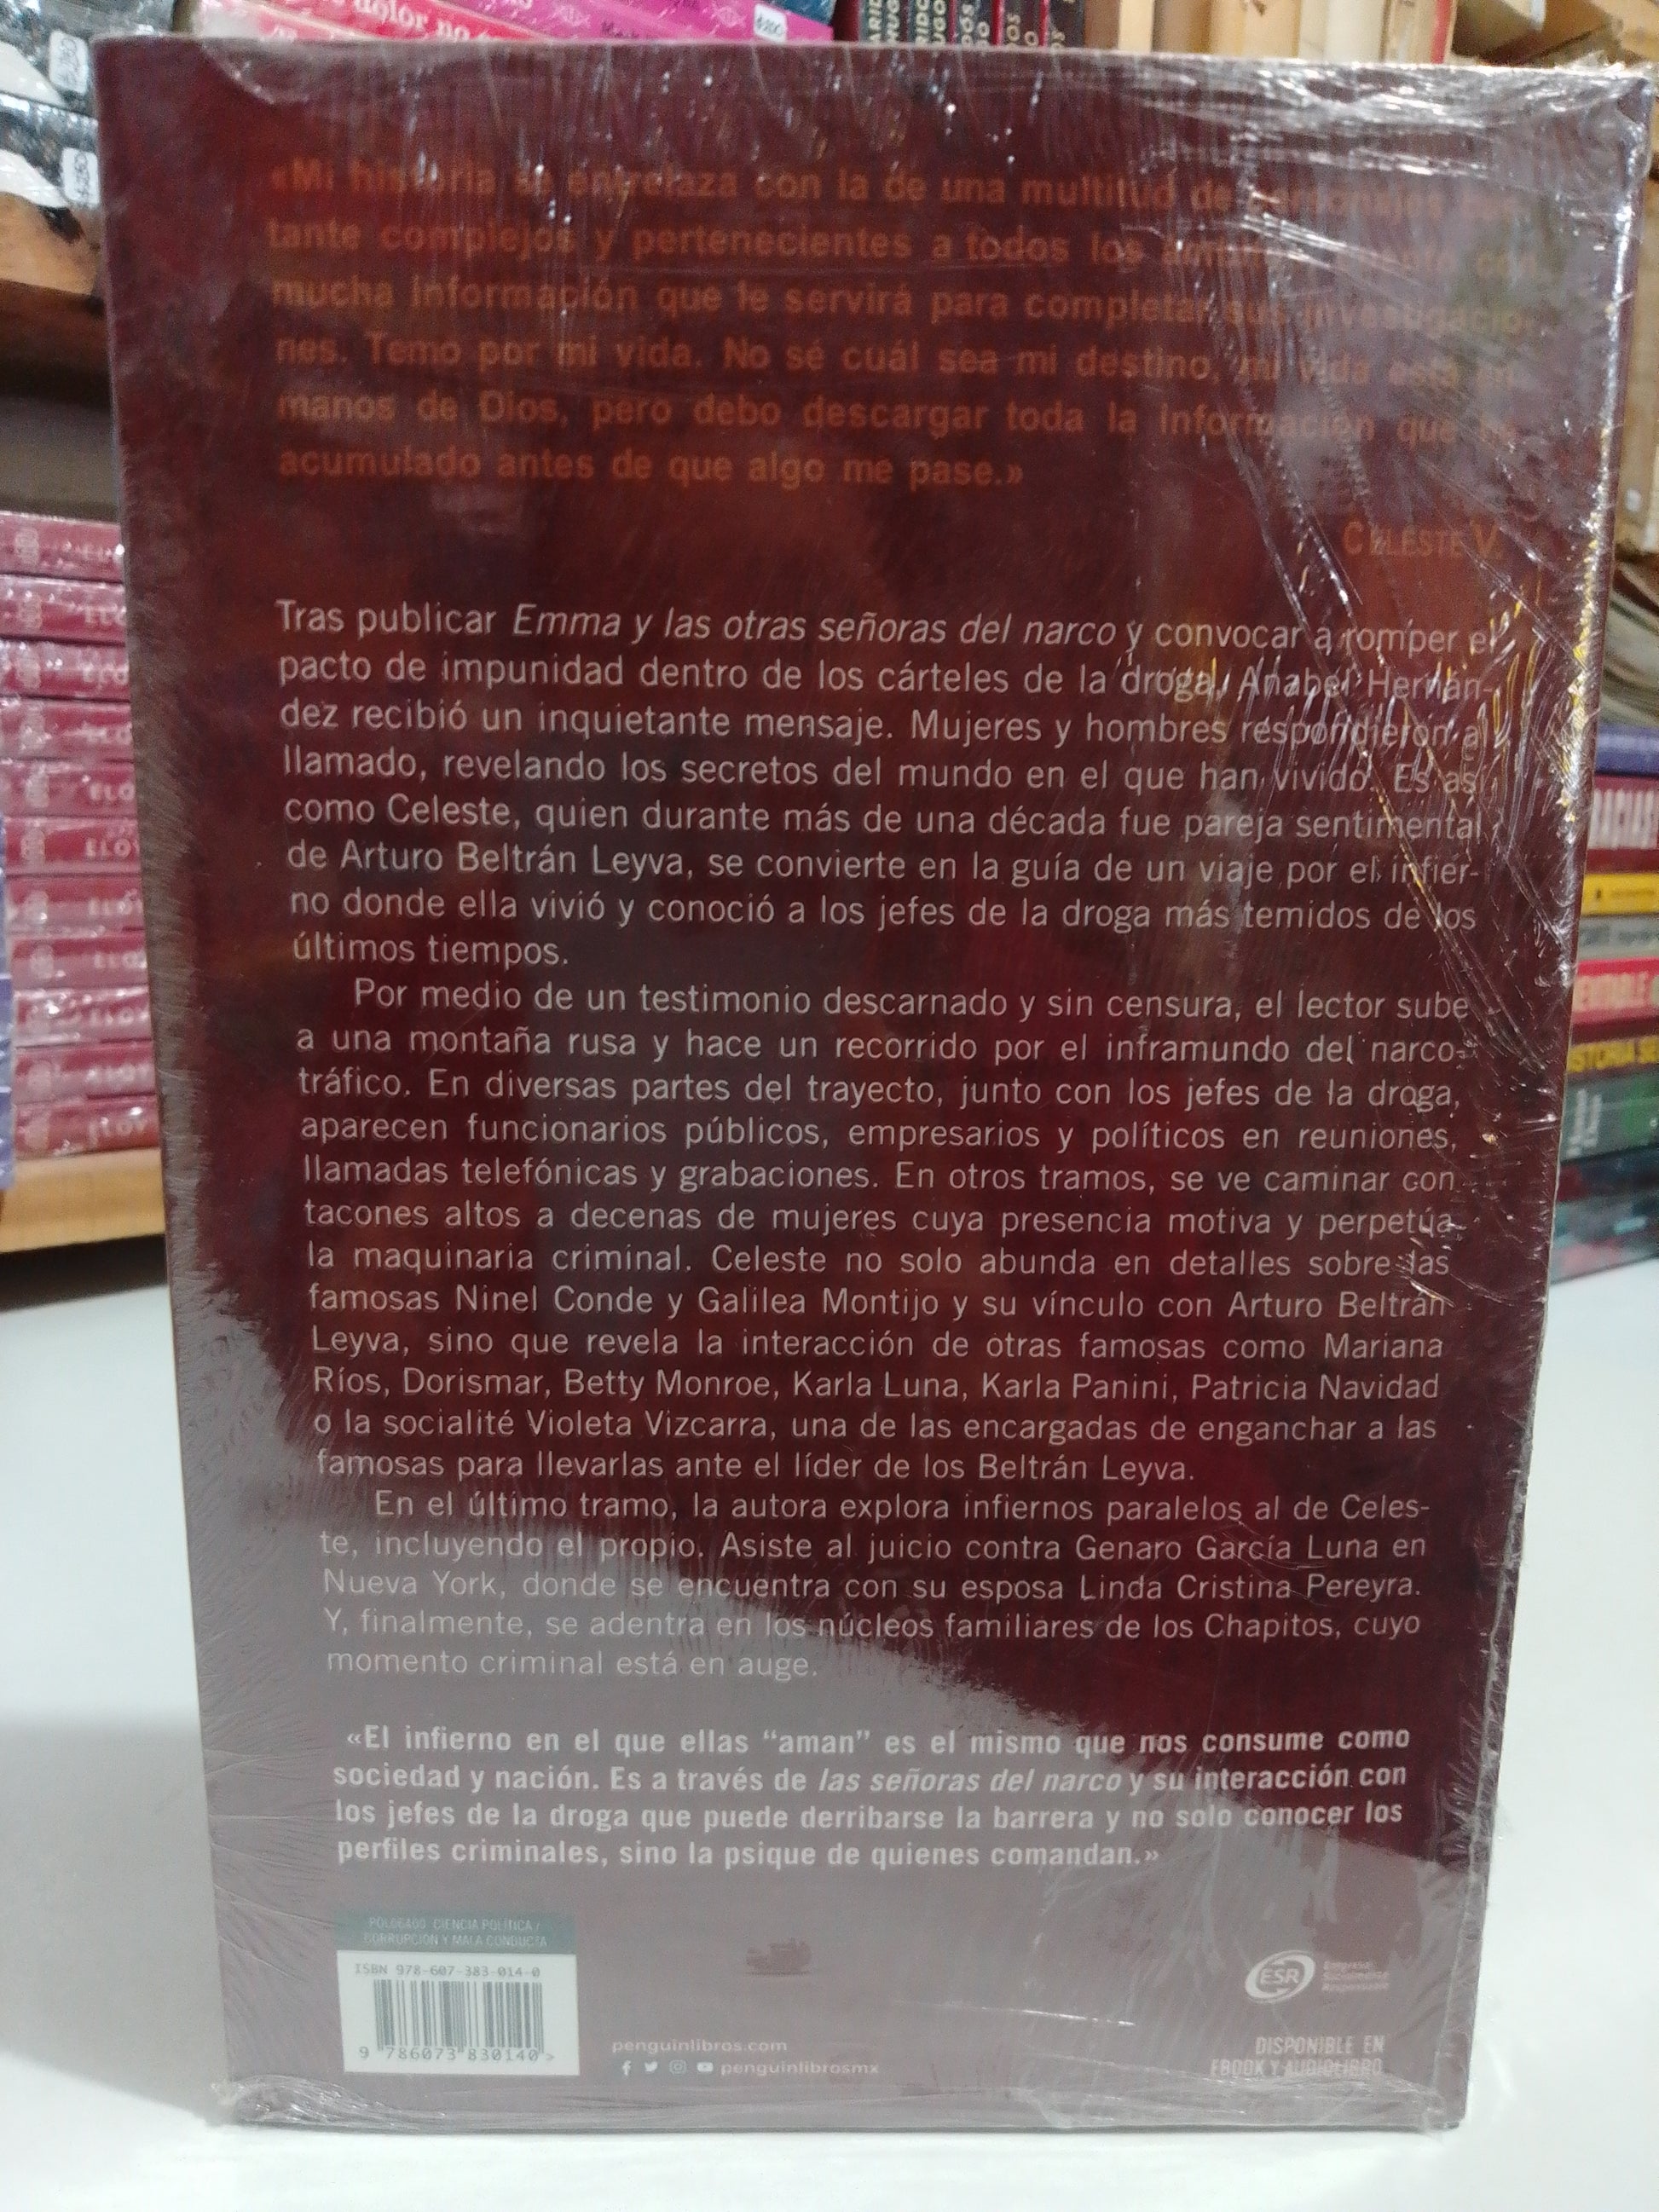 dolor no
«Mi historia se entrelaza con la de una multitud de
tante complejos y pertenecientes a todos los
mucha información que le servirá para completar sus investigacio-
nes. Temo por mi vida. No sé cuál sea mi destino, mi vida está en
manos de Dios, pero debo descargar toda la información que he
acumulado antes de que algo me pase.»
CELESTE V.
Tras publicar Emma y las otras señoras del narco y convocar a romper el
pacto de impunidad dentro de los cárteles de la droga, Anabel Hernán-
dez recibió un inquietante mensaje. Mujeres y hombres respondieron al
llamado, revelando los secretos del mundo en el que han vivido. Es así
como Celeste, quien durante más de una década fue pareja sentimental
de Arturo Beltrán Leyva, se convierte en la guía de un viaje por el infier-
no donde ella vivió y conoció a los jefes de la droga más temidos de los
últimos tiempos.
Por medio de un testimonio descarnado y sin censura, el lector sube
a una montaña rusa y hace un recorrido por el inframundo del narco-
tráfico. En diversas partes del trayecto, junto con los jefes de la droga,
aparecen funcionarios públicos, empresarios y políticos en reuniones,
llamadas telefónicas y grabaciones. En otros tramos, se ve caminar con
tacones altos a decenas de mujeres cuya presencia motiva y perpetúa
la maquinaria criminal. Celeste no solo abunda en detalles sobre las
famosas Ninel Conde y Galilea Montijo y su vínculo con Arturo Beltrán
Leyva, sino que revela la interacción de otras famosas como Mariana
Ríos, Dorismar, Betty Monroe, Karla Luna, Karla Panini, Patricia Navidad
o la socialité Violeta Vizcarra, una de las encargadas de enganchar a las
famosas para llevarlas ante el líder de los Beltrán Leyva.
En el último tramo, la autora explora infiernos paralelos al de Celes-
te, incluyendo el propio. Asiste al juicio contra Genaro García Luna en
Nueva York, donde se encuentra con su esposa Linda Cristina Pereyra.
Y, finalmente, se adentra en los núcleos familiares de los Chapitos, cuyo
momento criminal está en auge.
«El infierno en el que ellas “aman” es el mismo que nos consume como
sociedad y nación. Es a través de las señoras del narco y su interacción con
los jefes de la droga que puede derribarse la barrera y no solo conocer los
perfiles criminales, sino la psique de quienes comandan.»
POL064000 CIENCIA POLÍTICA /
CORRUPCIÓN Y MALA CONDUCTA
ISBN 978-607-383-014-0
9 786073 830140 >
penguinlibros.com
penguinlibrosmx
ESR
Empresa
Socialmente
Responsable
DISPONIBLE EN
EBOOK Y AUDIOLIBRO